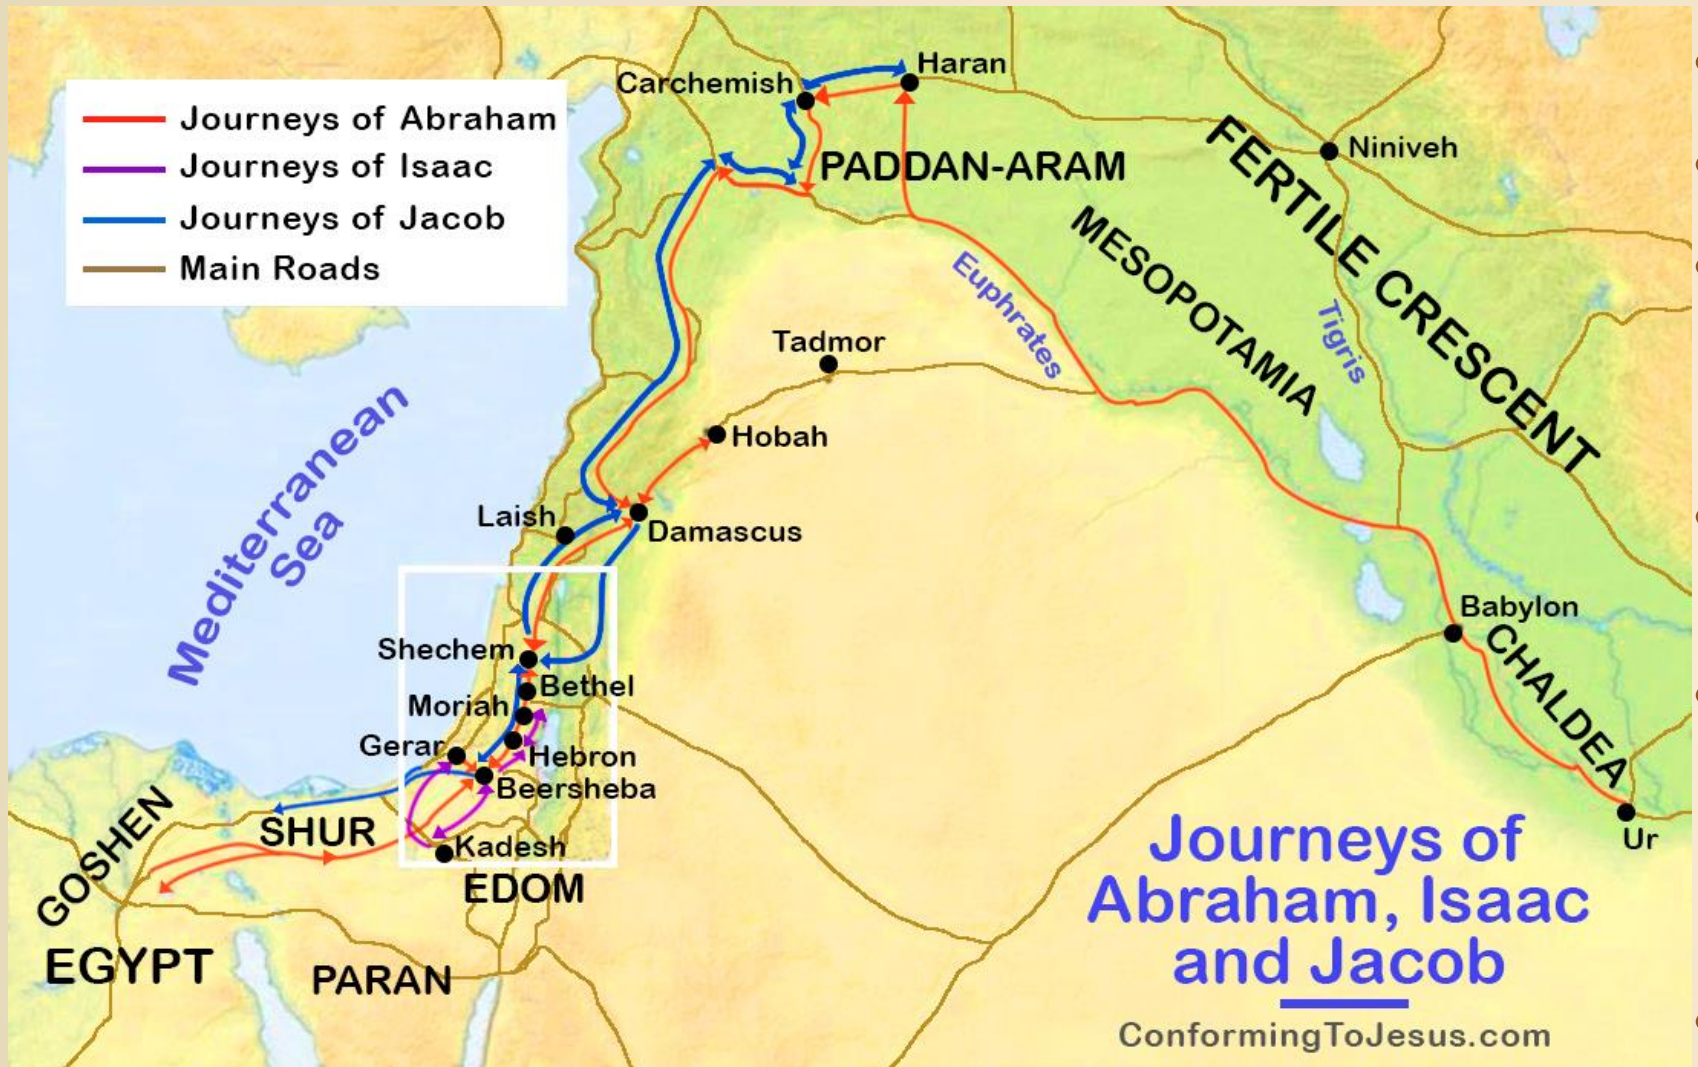 Journeys of Abraham
Journeys of Isaac
Journeys of Jacob
Main Roads
Carchemish
Haran
PADDAN-ARAM
Niniveh
FERTILE CRESCENT
MESOPOTAMIA
Euphrates
Tigris
Tadmor
Hobah
Mediterranean
Sea
Laish
Damascus
Babylon
CHALDEA
Ur
Shechem
Bethel
Moriah
Gerar
Hebron
Beersheba
Kadesh
GOSHEN
SHUR
EDOM
EGYPT
PARAN
Journeys of
Abraham, Isaac
and Jacob
ConformingToJesus.com